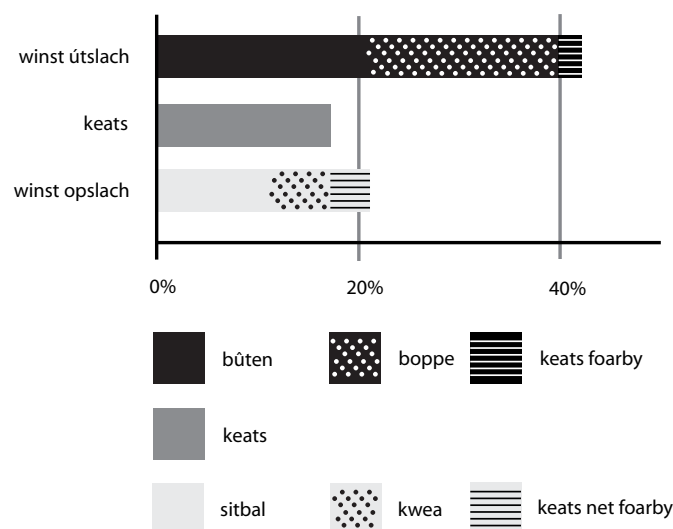 winst útslach
keats
winst opslach
0% 20% 40%
bûten boppe keats foarby
keats
sitbal kwea keats net foarby